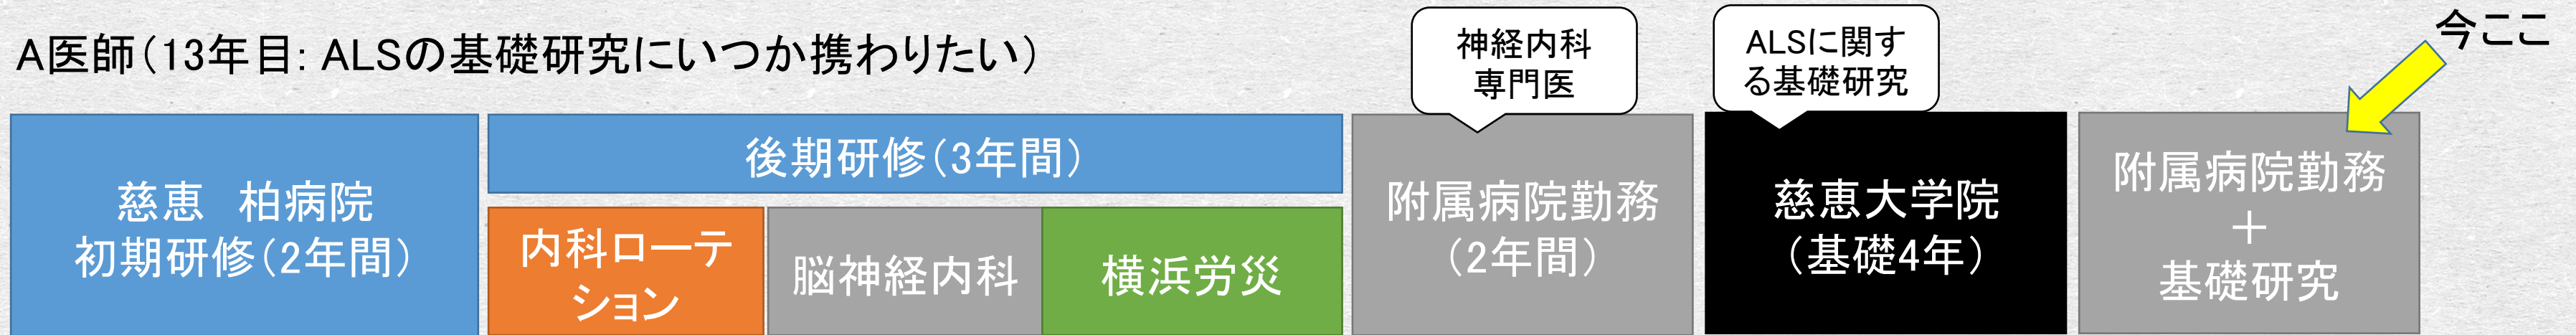 A医師（13年目: ALSの基礎研究にいつか携わりたい）
神経内科
専門医
ALSに関す
る基礎研究
今ここ
慈恵　柏病院
初期研修（2年間）
後期研修（3年間）
内科ローテ
ション
脳神経内科
横浜労災
附属病院勤務
（2年間）
慈恵大学院
（基礎4年）
附属病院勤務
＋
基礎研究